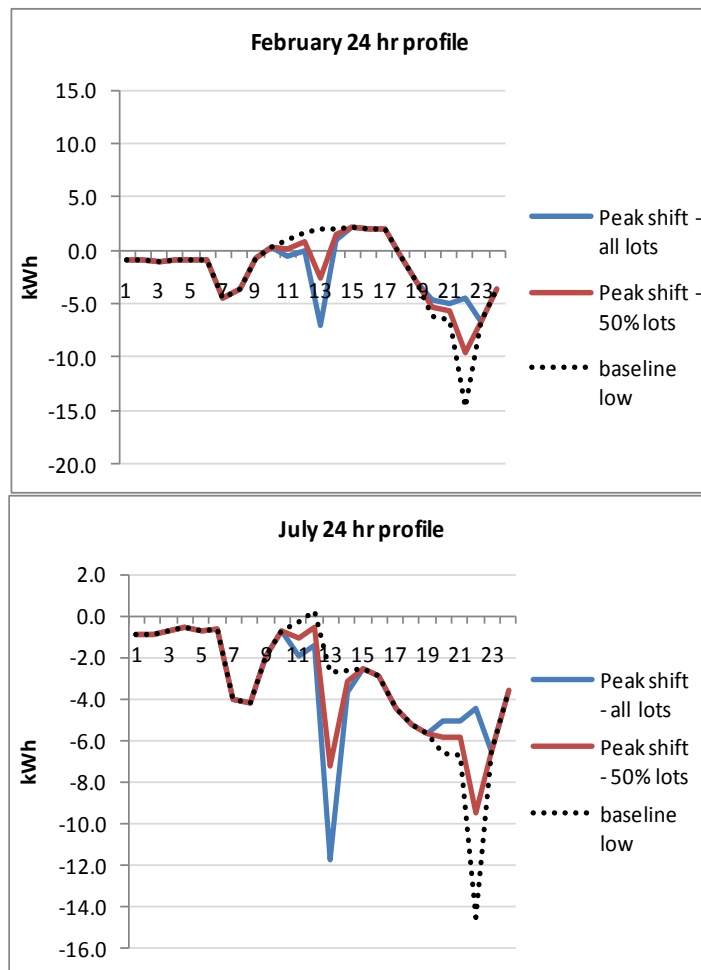 February 24 hr profile
15.0
10.0
5.0
0.0
-5.0
-10.0
-15.0
-20.0
kWh
1 3 5 7 9 11 13 15 17 19 21 23
Peak shift -
all lots
Peak shift -
50% lots
baseline
low
July 24 hr profile
2.0
0.0
-2.0
-4.0
-6.0
-8.0
-10.0
-12.0
-14.0
-16.0
kWh
1 3 5 7 9 11 13 15 17 19 21 23
Peak shift
- all lots
Peak shift
- 50% lots
baseline
low